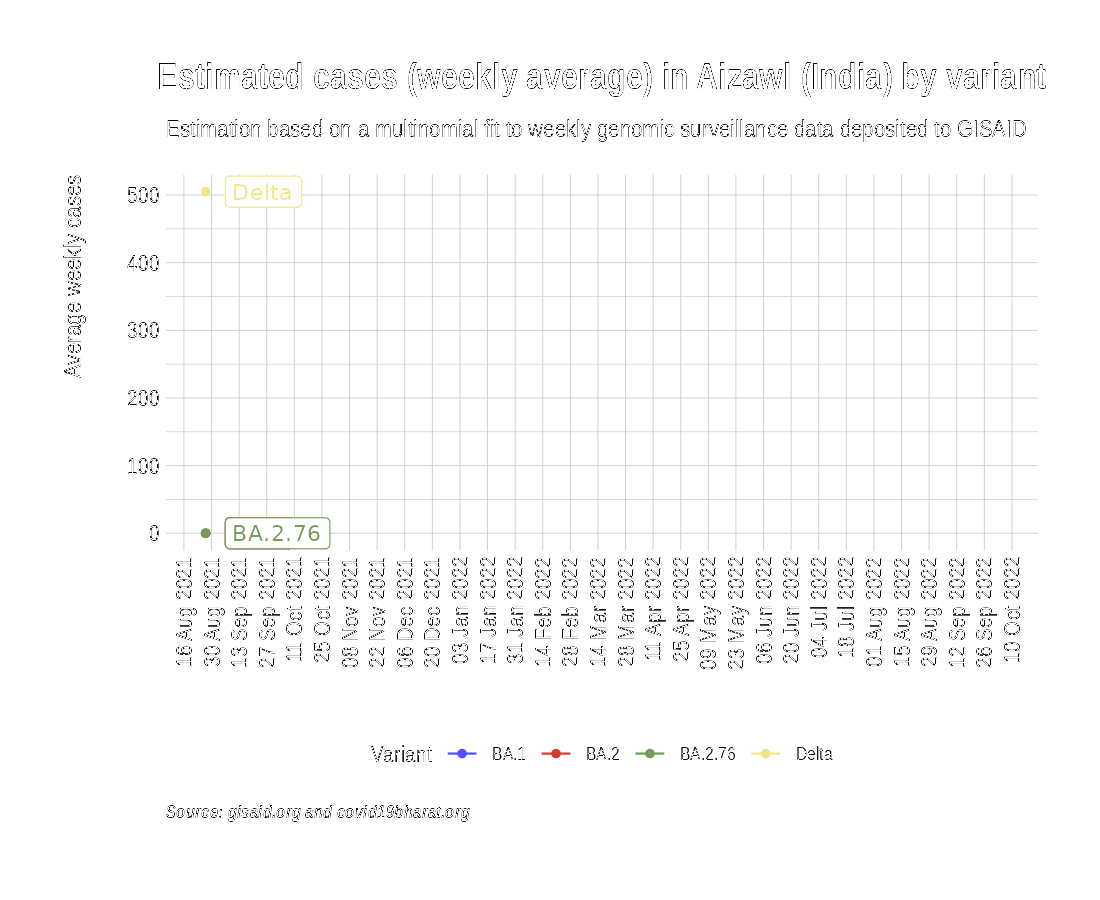 Estimated cases (weekly average) in Aizawl (India) by variant
Estimation based on a multinomial fit to weekly genomic surveillance data deposited to GISAID
Average weekly cases
500
400
300
200
100
0
Delta
BA.2.76
16 Aug 2021
30 Aug 2021
13 Sep 2021
27 Sep 2021
11 Oct 2021
25 Oct 2021
08 Nov 2021
22 Nov 2021
06 Dec 2021
20 Dec 2021
03 Jan 2022
17 Jan 2022
31 Jan 2022
14 Feb 2022
28 Feb 2022
14 Mar 2022
28 Mar 2022
11 Apr 2022
25 Apr 2022
09 May 2022
23 May 2022
06 Jun 2022
20 Jun 2022
04 Jul 2022
18 Jul 2022
01 Aug 2022
15 Aug 2022
29 Aug 2022
12 Sep 2022
26 Sep 2022
10 Oct 2022
Variant BA.1 BA.2 BA.2.76 Delta
Source: gisaid.org and covid19bharat.org